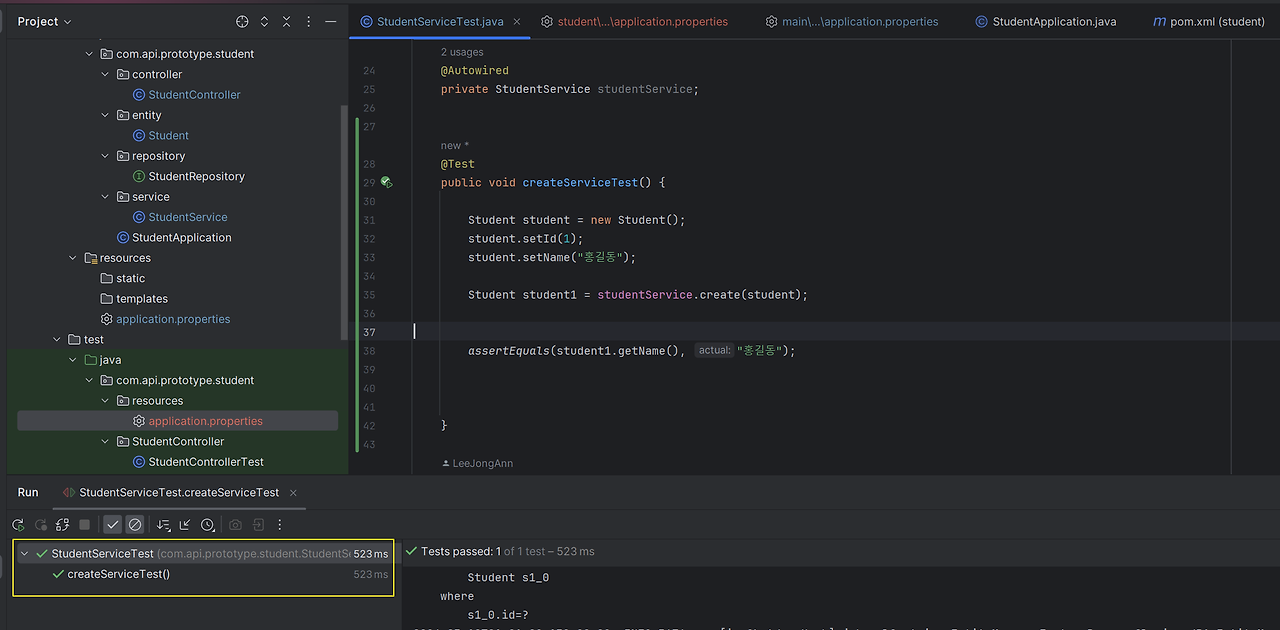 Project
StudentServiceTest.java
student\...\application.properties
main\...\application.properties
StudentApplication.java
pom.xml (student)
com.api.prototype.student
controller
StudentController
entity
Student
repository
StudentRepository
service
StudentService
StudentApplication
resources
static
templates
application.properties
test
java
com.api.prototype.student
resources
application.properties
StudentController
StudentControllerTest
2 usages
24 @Autowired
25 private StudentService studentService;
26
27
new *
28 @Test
29 public void createServiceTest() {
30
31 Student student = new Student();
32 student.setId(1);
33 student.setName("홍길동");
34
35 Student student1 = studentService.create(student);
36
37
38 assertEquals(student1.getName(), actual: "홍길동");
39
40
41
42 }
43
LeeJongAnn
Run StudentServiceTest.createServiceTest
StudentServiceTest (com.api.prototype.student.StudentS 523 ms
createServiceTest() 523 ms
Tests passed: 1 of 1 test – 523 ms
Student s1_0
where
s1_0.id=?